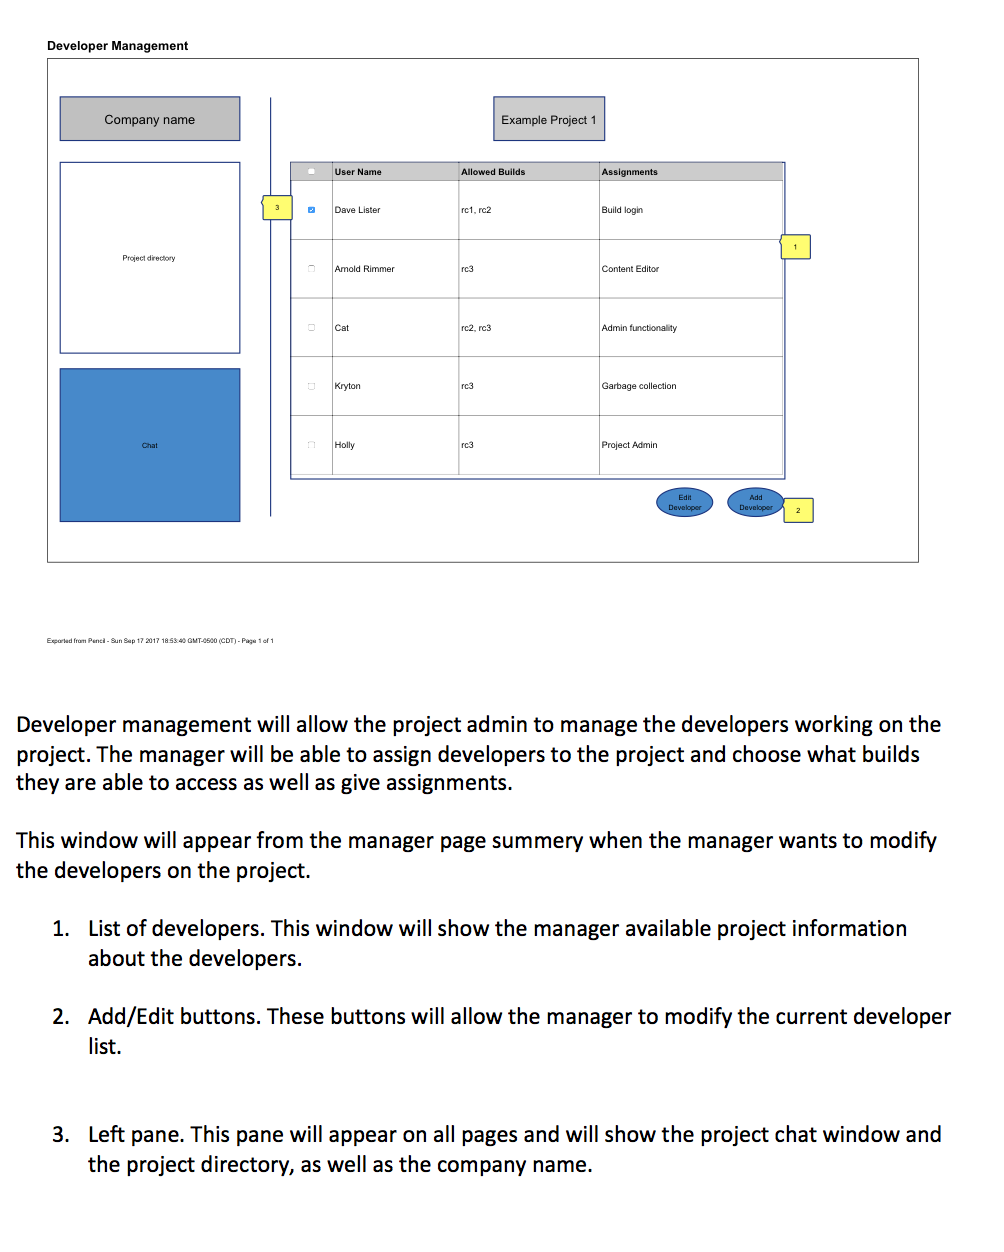 Developer Management
Company name
Example Project 1
Project directory
Chat
User Name Allowed Builds Assignments
3
Dave Lister rc1, rc2 Build login
1
Arnold Rimmer rc3 Content Editor
Cat rc2, rc3 Admin functionality
Kryton rc3 Garbage collection
Holly rc3 Project Admin
Edit
Developer
Add
Developer
2
Exported from Pencil - Sun Sep 17 2017 18:53:40 GMT-0500 (CDT) - Page 1 of 1
Developer management will allow the project admin to manage the developers working on the
project. The manager will be able to assign developers to the project and choose what builds
they are able to access as well as give assignments.
This window will appear from the manager page summery when the manager wants to modify
the developers on the project.
1. List of developers. This window will show the manager available project information
about the developers.
2. Add/Edit buttons. These buttons will allow the manager to modify the current developer
list.
3. Left pane. This pane will appear on all pages and will show the project chat window and
the project directory, as well as the company name.